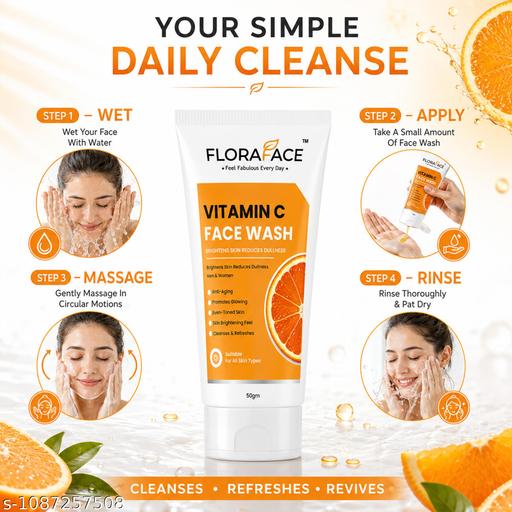 YOUR SIMPLE
DAILY CLEANSE
STEP 1 – WET
Wet Your Face
With Water
STEP 2 – APPLY
Take A Small Amount
Of Face Wash
FLORAFACE
STEP 3 – MASSAGE
Gently Massage In
Circular Motions
STEP 4 – RINSE
Rinse Thoroughly
& Pat Dry
FLORAFACE™
• Feel Fabulous Every Day •
VITAMIN C
FACE WASH
BRIGHTENS SKIN REDUCES DULLNESS
Brightens Skin Reduces Dullness
Men & Women
Anti-Aging
Promotes Glowing
Even-Toned Skin
Skin Brightening Feel
Cleanses & Refreshes
Suitable
For All Skin Types
50gm
CLEANSES • REFRESHES • REVIVES
s-1087257508